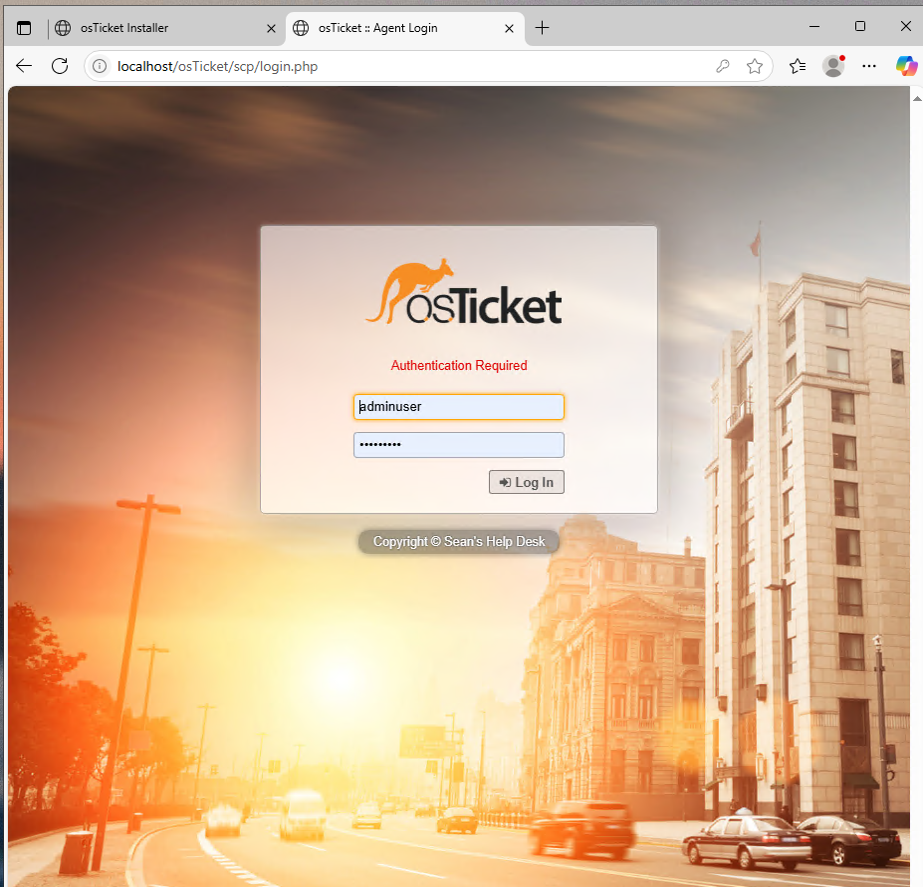 osTicket Installer
osTicket :: Agent Login
localhost/osTicket/scp/login.php
osTicket
Authentication Required
adminuser
•••••••••
Log In
Copyright © Sean's Help Desk